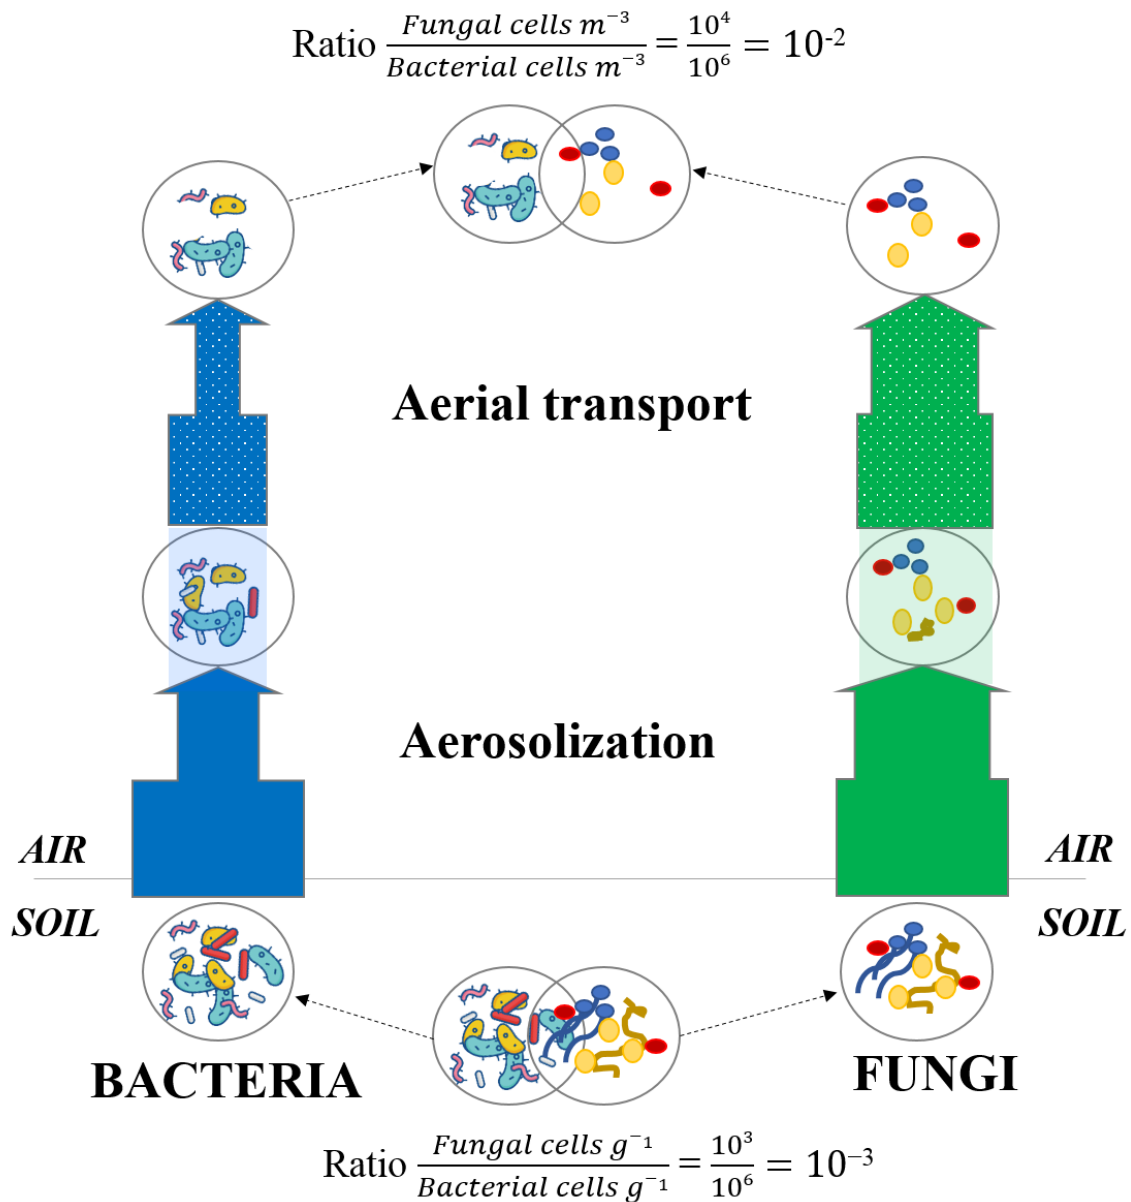 Ratio Fungal cells m⁻³ / Bacterial cells m⁻³ = 10⁴ / 10⁶ = 10⁻²
Aerial transport
Aerosolization
AIR AIR
SOIL SOIL
BACTERIA FUNGI
Ratio Fungal cells g⁻¹ / Bacterial cells g⁻¹ = 10³ / 10⁶ = 10⁻³